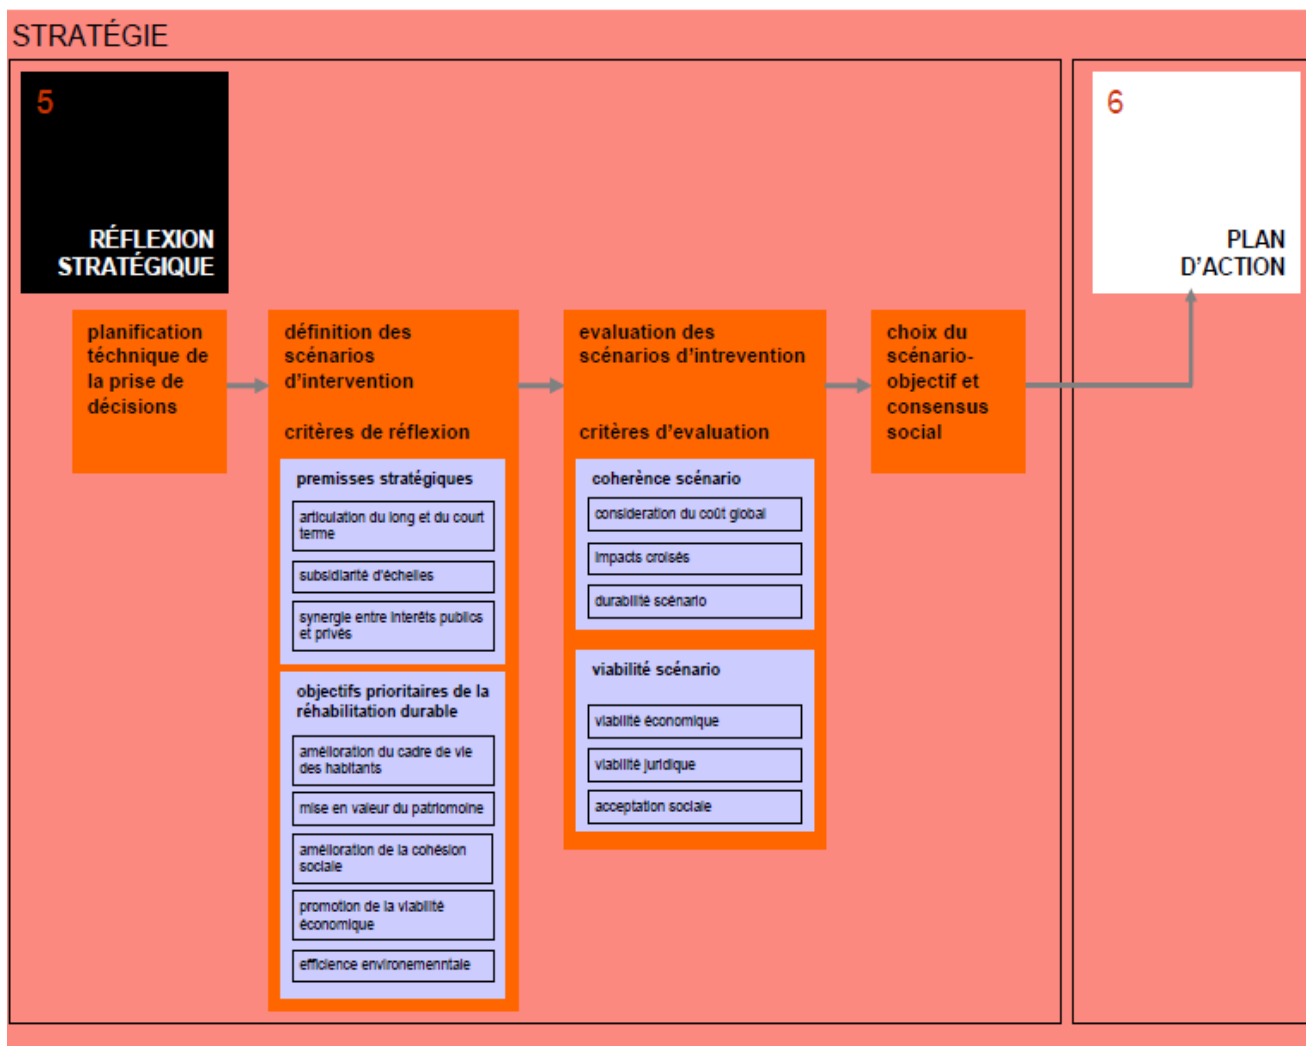 STRATÉGIE
5
RÉFLEXION
STRATÉGIQUE
6
PLAN
D'ACTION
planification
téchnique de
la prise de
décisions
définition des
scénarios
d'intervention
critères de réflexion
premisses stratégiques
articulation du long et du court
terme
subsidiarité d'échelles
synergie entre interêts publics
et privés
objectifs prioritaires de la
réhabilitation durable
amélioration du cadre de vie
des habitants
mise en valeur du patriomoine
amélioration de la cohésion
sociale
promotion de la viabilité
économique
efficience environementale
evaluation des
scénarios d'intrevention
critères d'evaluation
coherènce scénario
consideration du coût global
impacts croisés
durabilité scénario
viabilité scénario
viabilité économique
viabilité juridique
acceptation sociale
choix du
scénario-
objectif et
consensus
social